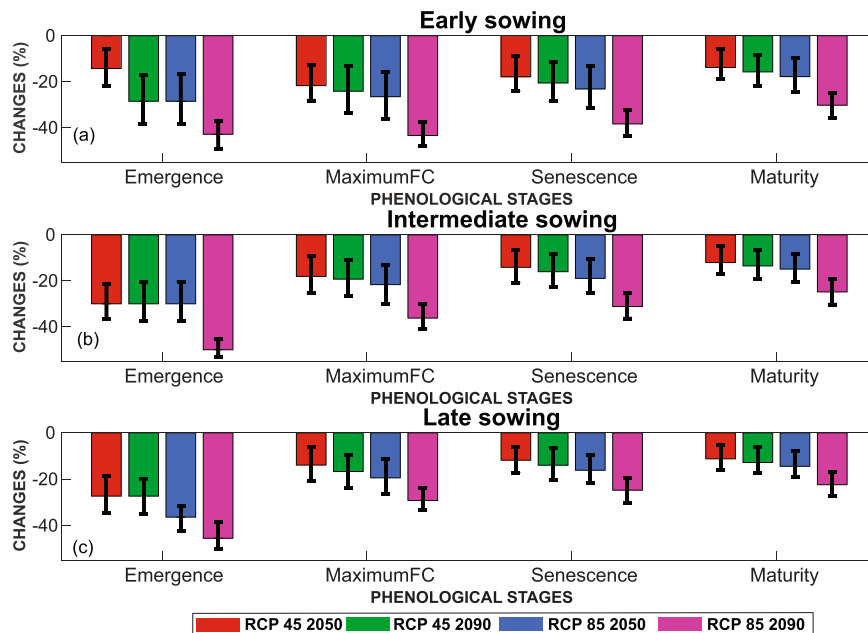 Early sowing
0
-20
-40
CHANGES (%)
(a)
Emergence MaximumFC Senescence Maturity
PHENOLOGICAL STAGES
Intermediate sowing
0
-20
-40
CHANGES (%)
(b)
Emergence MaximumFC Senescence Maturity
PHENOLOGICAL STAGES
Late sowing
0
-20
-40
CHANGES (%)
(c)
Emergence MaximumFC Senescence Maturity
PHENOLOGICAL STAGES
RCP 45 2050 RCP 45 2090 RCP 85 2050 RCP 85 2090